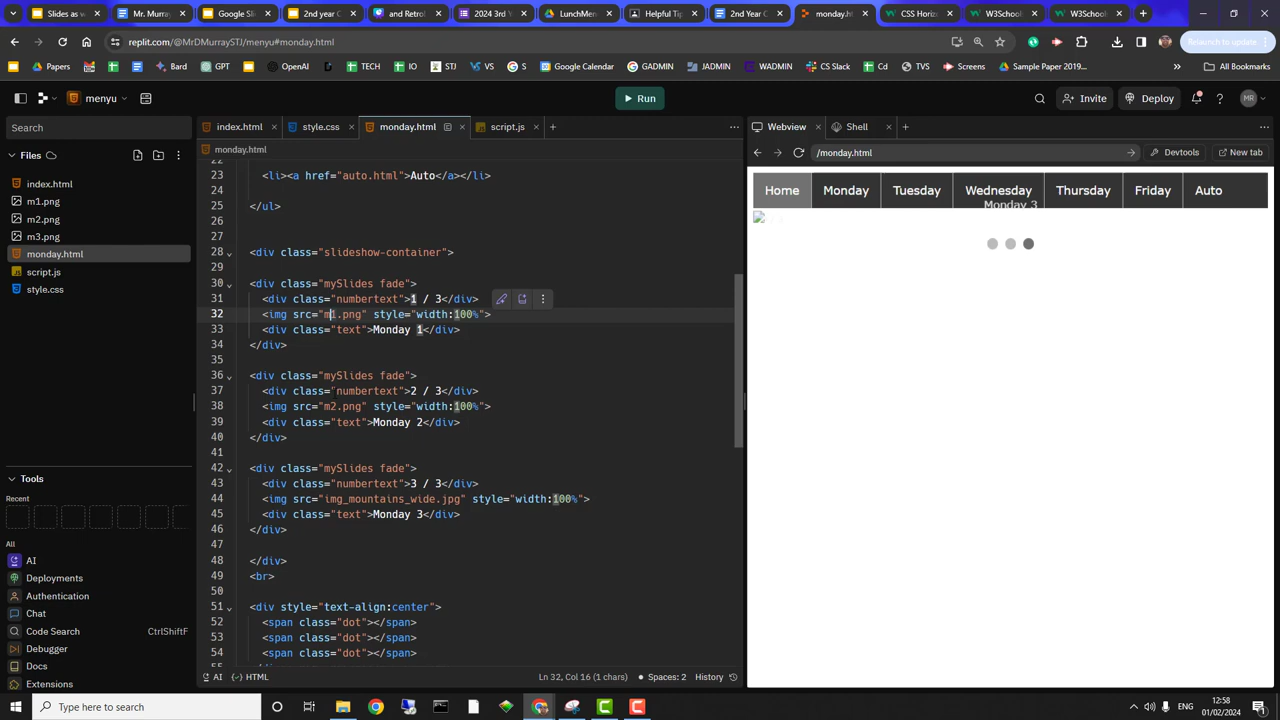 Slides as w
Mr. Murray
Google Sli
2nd year C
and Retrol
2024 3rd Y
LunchMen
Helpful Tip
2nd Year C
monday.ht
CSS Horiz
W3School
W3School
replit.com/@MrDMurraySTJ/menyu#monday.html
Relaunch to update
Papers
Bard
GPT
OpenAI
TECH
IO
STJ
VS
S
Google Calendar
GADMIN
JADMIN
WADMIN
CS Slack
Cd
TVS
Screens
Sample Paper 2019...
All Bookmarks
menyu
Run
Invite
Deploy
MR
Search
index.html
style.css
monday.html
script.js
Webview
Shell
monday.html
/monday.html
Devtools
New tab
Files
index.html
m1.png
m2.png
m3.png
monday.html
script.js
style.css
Tools
Recent
All
AI
Deployments
Authentication
Chat
Code Search CtrlShiftF
Debugger
Docs
Extensions
22
23 <li><a href="auto.html">Auto</a></li>
24
25 </ul>
26
27
28 <div class="slideshow-container">
29
30 <div class="mySlides fade">
31 <div class="numbertext">1 / 3</div>
32 <img src="m1.png" style="width:100%">
33 <div class="text">Monday 1</div>
34 </div>
35
36 <div class="mySlides fade">
37 <div class="numbertext">2 / 3</div>
38 <img src="m2.png" style="width:100%">
39 <div class="text">Monday 2</div>
40 </div>
41
42 <div class="mySlides fade">
43 <div class="numbertext">3 / 3</div>
44 <img src="img_mountains_wide.jpg" style="width:100%">
45 <div class="text">Monday 3</div>
46 </div>
47
48 </div>
49 <br>
50
51 <div style="text-align:center">
52 <span class="dot"></span>
53 <span class="dot"></span>
54 <span class="dot"></span>
55
AI
HTML
Ln 32, Col 16 (1 chars)
Spaces: 2
History
Home
Monday
Tuesday
Wednesday
Thursday
Friday
Auto
Monday 3
Type here to search
ENG
12:58
01/02/2024